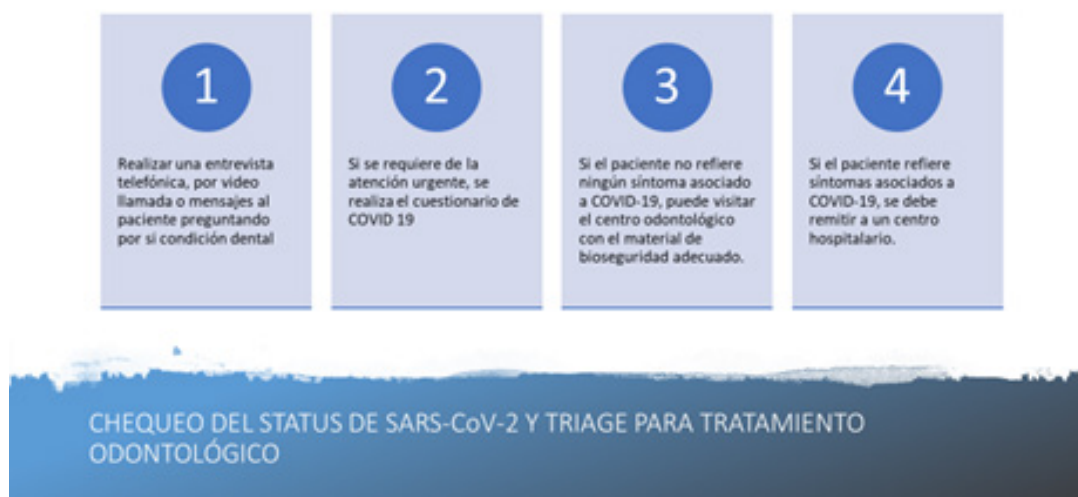 1
Realizar una entrevista
telefónica, por video
llamada o mensajes al
paciente preguntando
por si condición dental
2
Si se requiere de la
atención urgente, se
realiza el cuestionario de
COVID 19
3
Si el paciente no refiere
ningún síntoma asociado
a COVID-19, puede visitar
el centro odontológico
con el material de
bioseguridad adecuado.
4
Si el paciente refiere
síntomas asociados a
COVID-19, se debe
remitir a un centro
hospitalario.
CHEQUEO DEL STATUS DE SARS-CoV-2 Y TRIAGE PARA TRATAMIENTO
ODONTOLÓGICO